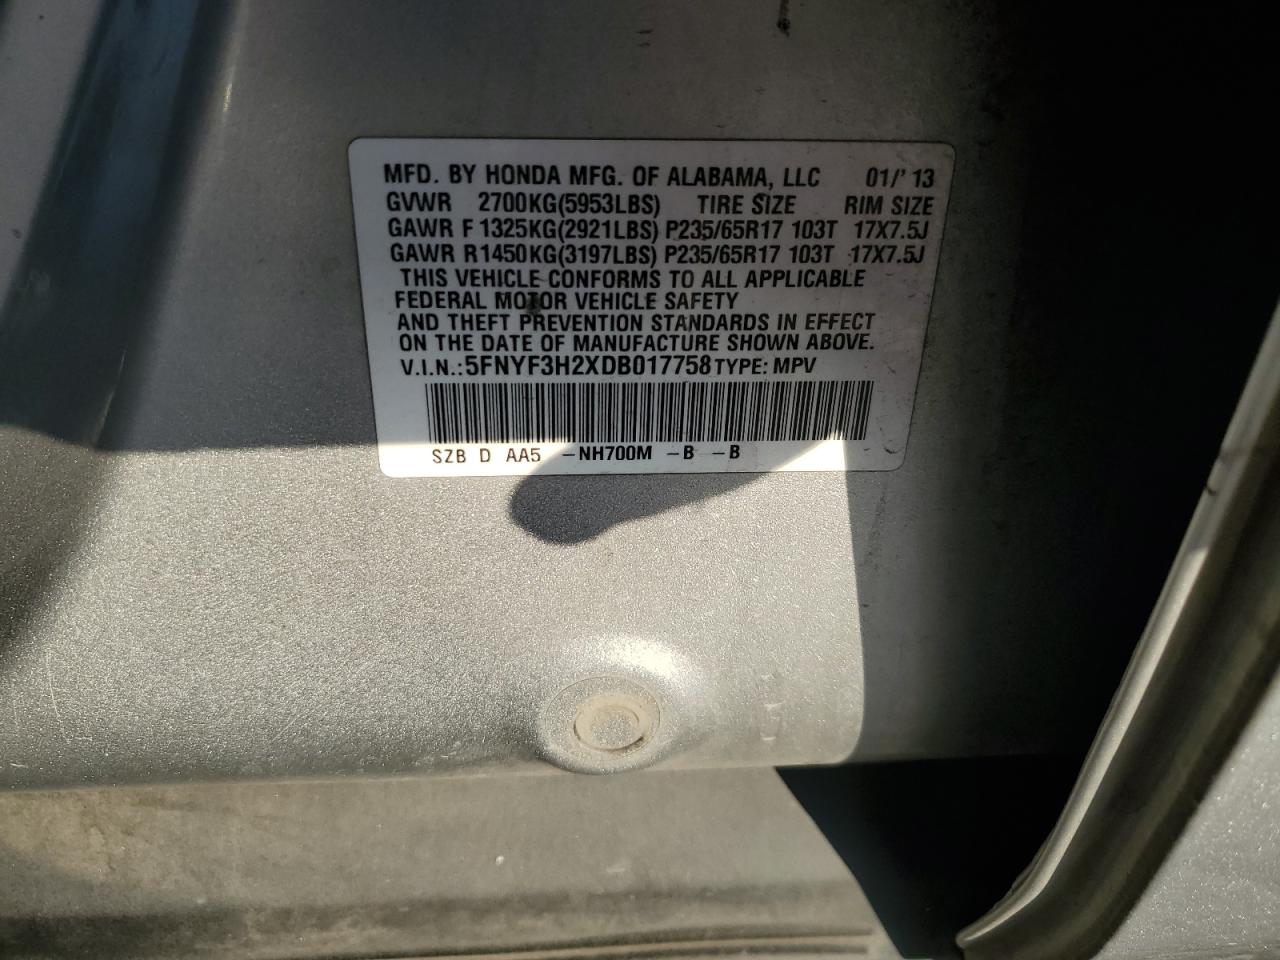 MFD. BY HONDA MFG. OF ALABAMA, LLC 01/'13
GVWR 2700KG(5953LBS) TIRE SIZE RIM SIZE
GAWR F 1325KG(2921LBS) P235/65R17 103T 17X7.5J
GAWR R1450KG(3197LBS) P235/65R17 103T 17X7.5J
THIS VEHICLE CONFORMS TO ALL APPLICABLE
FEDERAL MOTOR VEHICLE SAFETY
AND THEFT PREVENTION STANDARDS IN EFFECT
ON THE DATE OF MANUFACTURE SHOWN ABOVE.
V.I.N.:5FNYF3H2XDB017758 TYPE: MPV
SZB D AA5 -NH700M -B -B